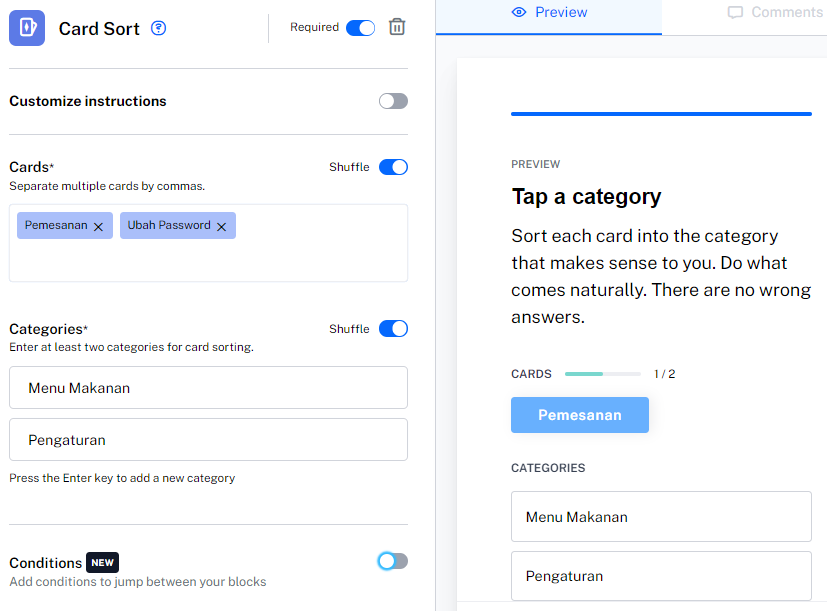 Card Sort
Required
Customize instructions
Cards*
Shuffle
Separate multiple cards by commas.
Pemesanan
Ubah Password
Categories*
Shuffle
Enter at least two categories for card sorting.
Menu Makanan
Pengaturan
Press the Enter key to add a new category
Conditions NEW
Add conditions to jump between your blocks
Preview
Comments
PREVIEW
Tap a category
Sort each card into the category
that makes sense to you. Do what
comes naturally. There are no wrong
answers.
CARDS 1 / 2
Pemesanan
CATEGORIES
Menu Makanan
Pengaturan